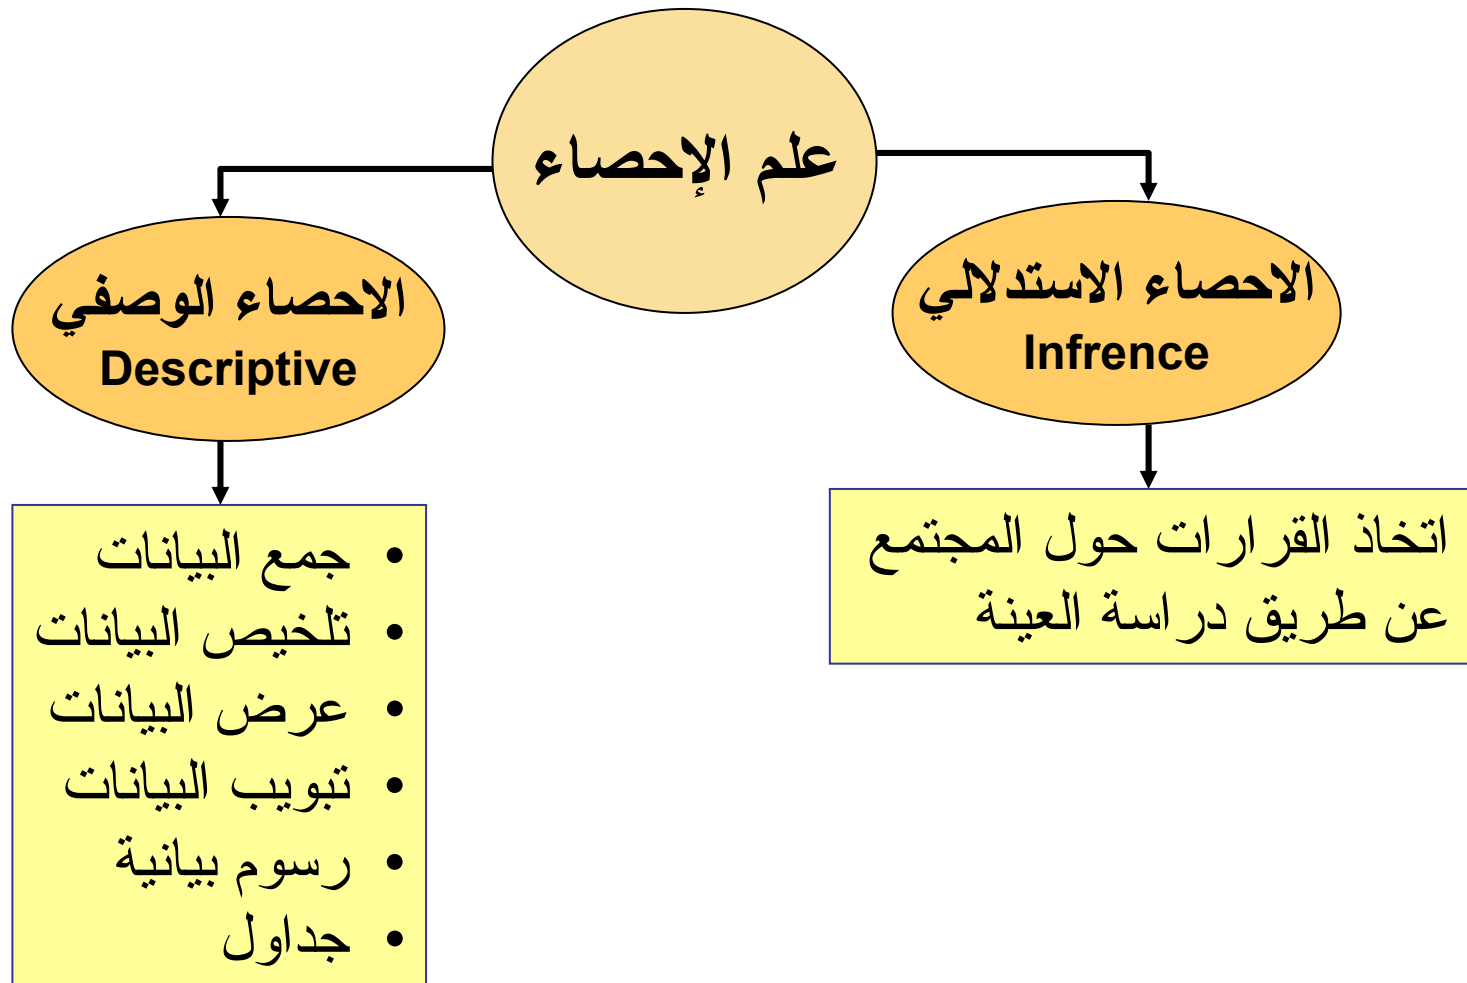 علم الإحصاء
الاحصاء الاستدلالي
Infrence
اتخاذ القرارات حول المجتمع
عن طريق دراسة العينة
الاحصاء الوصفي
Descriptive
• جمع البيانات
• تلخيص البيانات
• عرض البيانات
• تبويب البيانات
• رسوم بيانية
• جداول